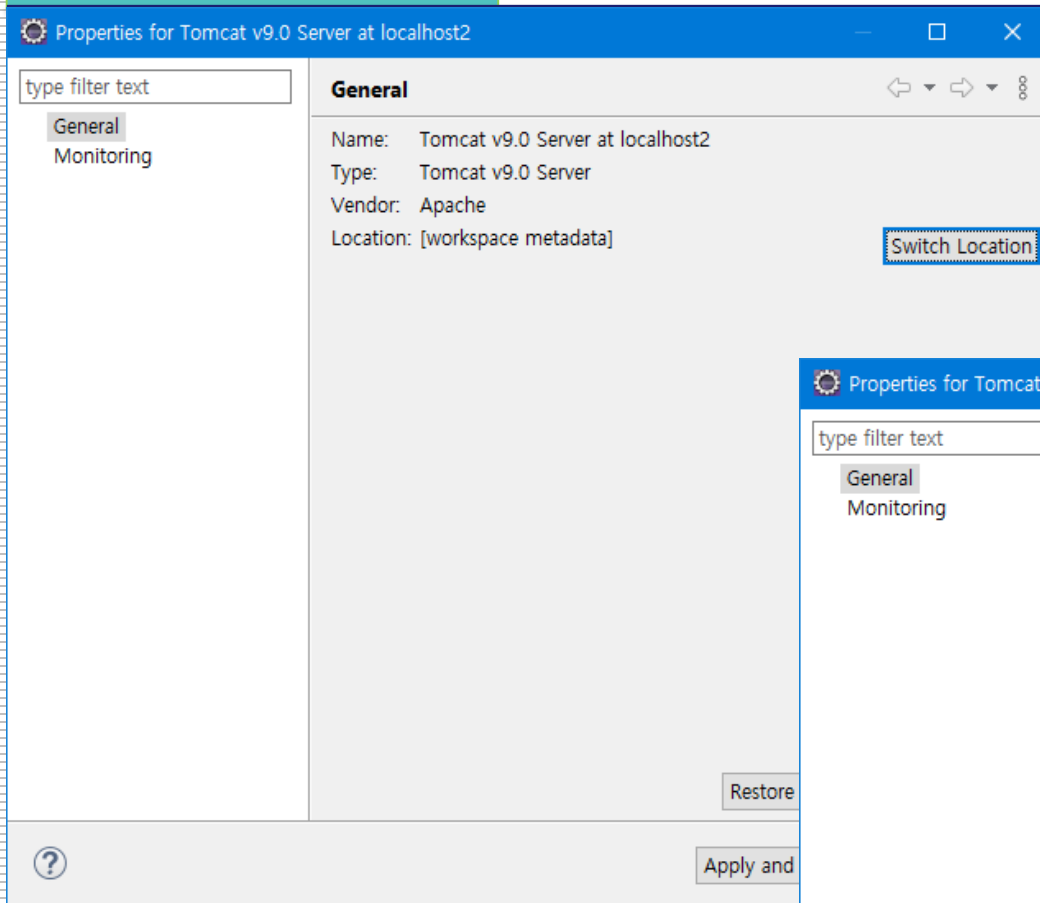 Properties for Tomcat v9.0 Server at localhost2
type filter text
General
Monitoring
General
Name: Tomcat v9.0 Server at localhost2
Type: Tomcat v9.0 Server
Vendor: Apache
Location: [workspace metadata]
Switch Location
Restore
Apply and
Properties for Tomcat
type filter text
General
Monitoring